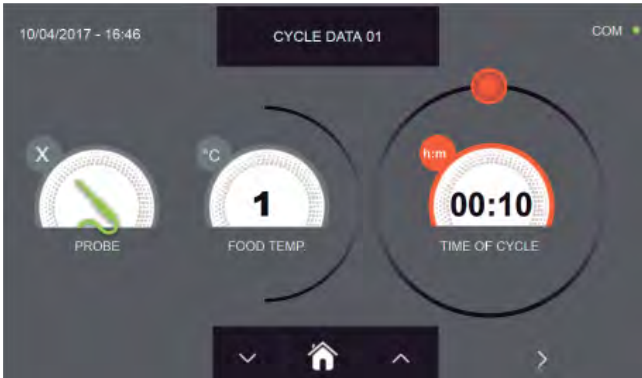 10/04/2017 - 16:46
CYCLE DATA 01
COM
X
°C
h:m
1
00:10
PROBE
FOOD TEMP.
TIME OF CYCLE